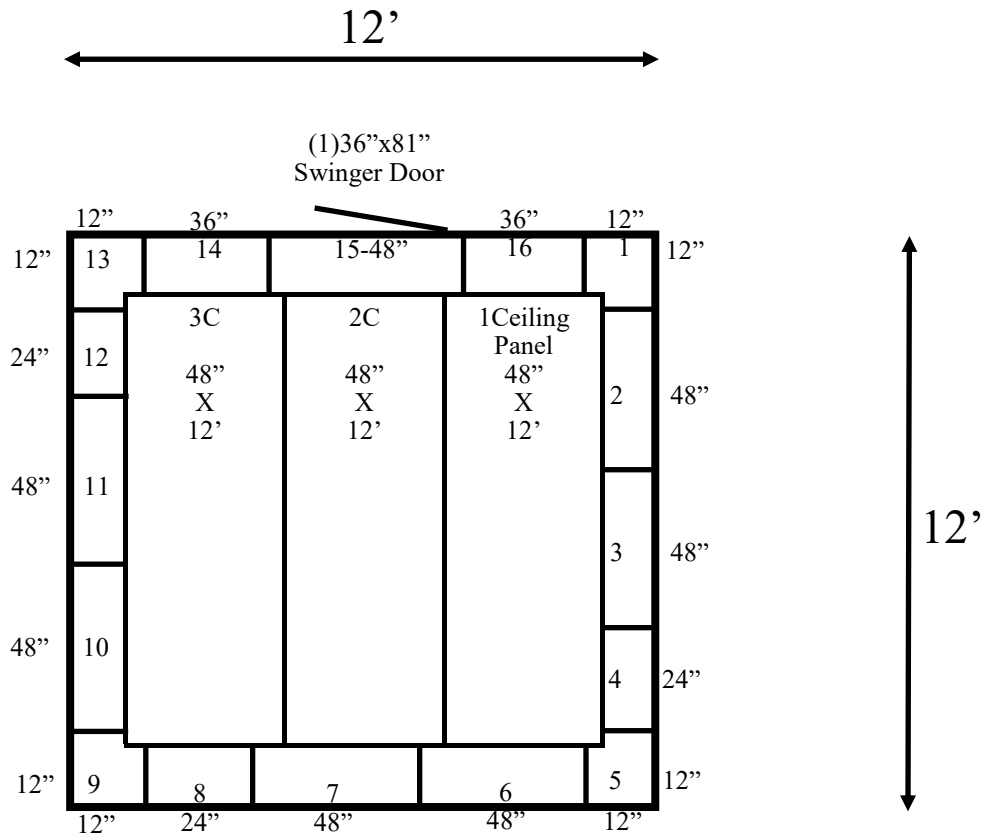 12’
(1)36”x81”
Swinger Door
12” 36” 36” 12”
12” 13 14 15-48” 16 1 12”
3C 2C 1Ceiling
Panel
24” 12 48” 48” 48”
X X X 2 48”
12’ 12’ 12’
48” 11
12’
3 48”
48” 10
4 24”
12” 9 8 7 6 5 12”
12” 24” 48” 48” 12”